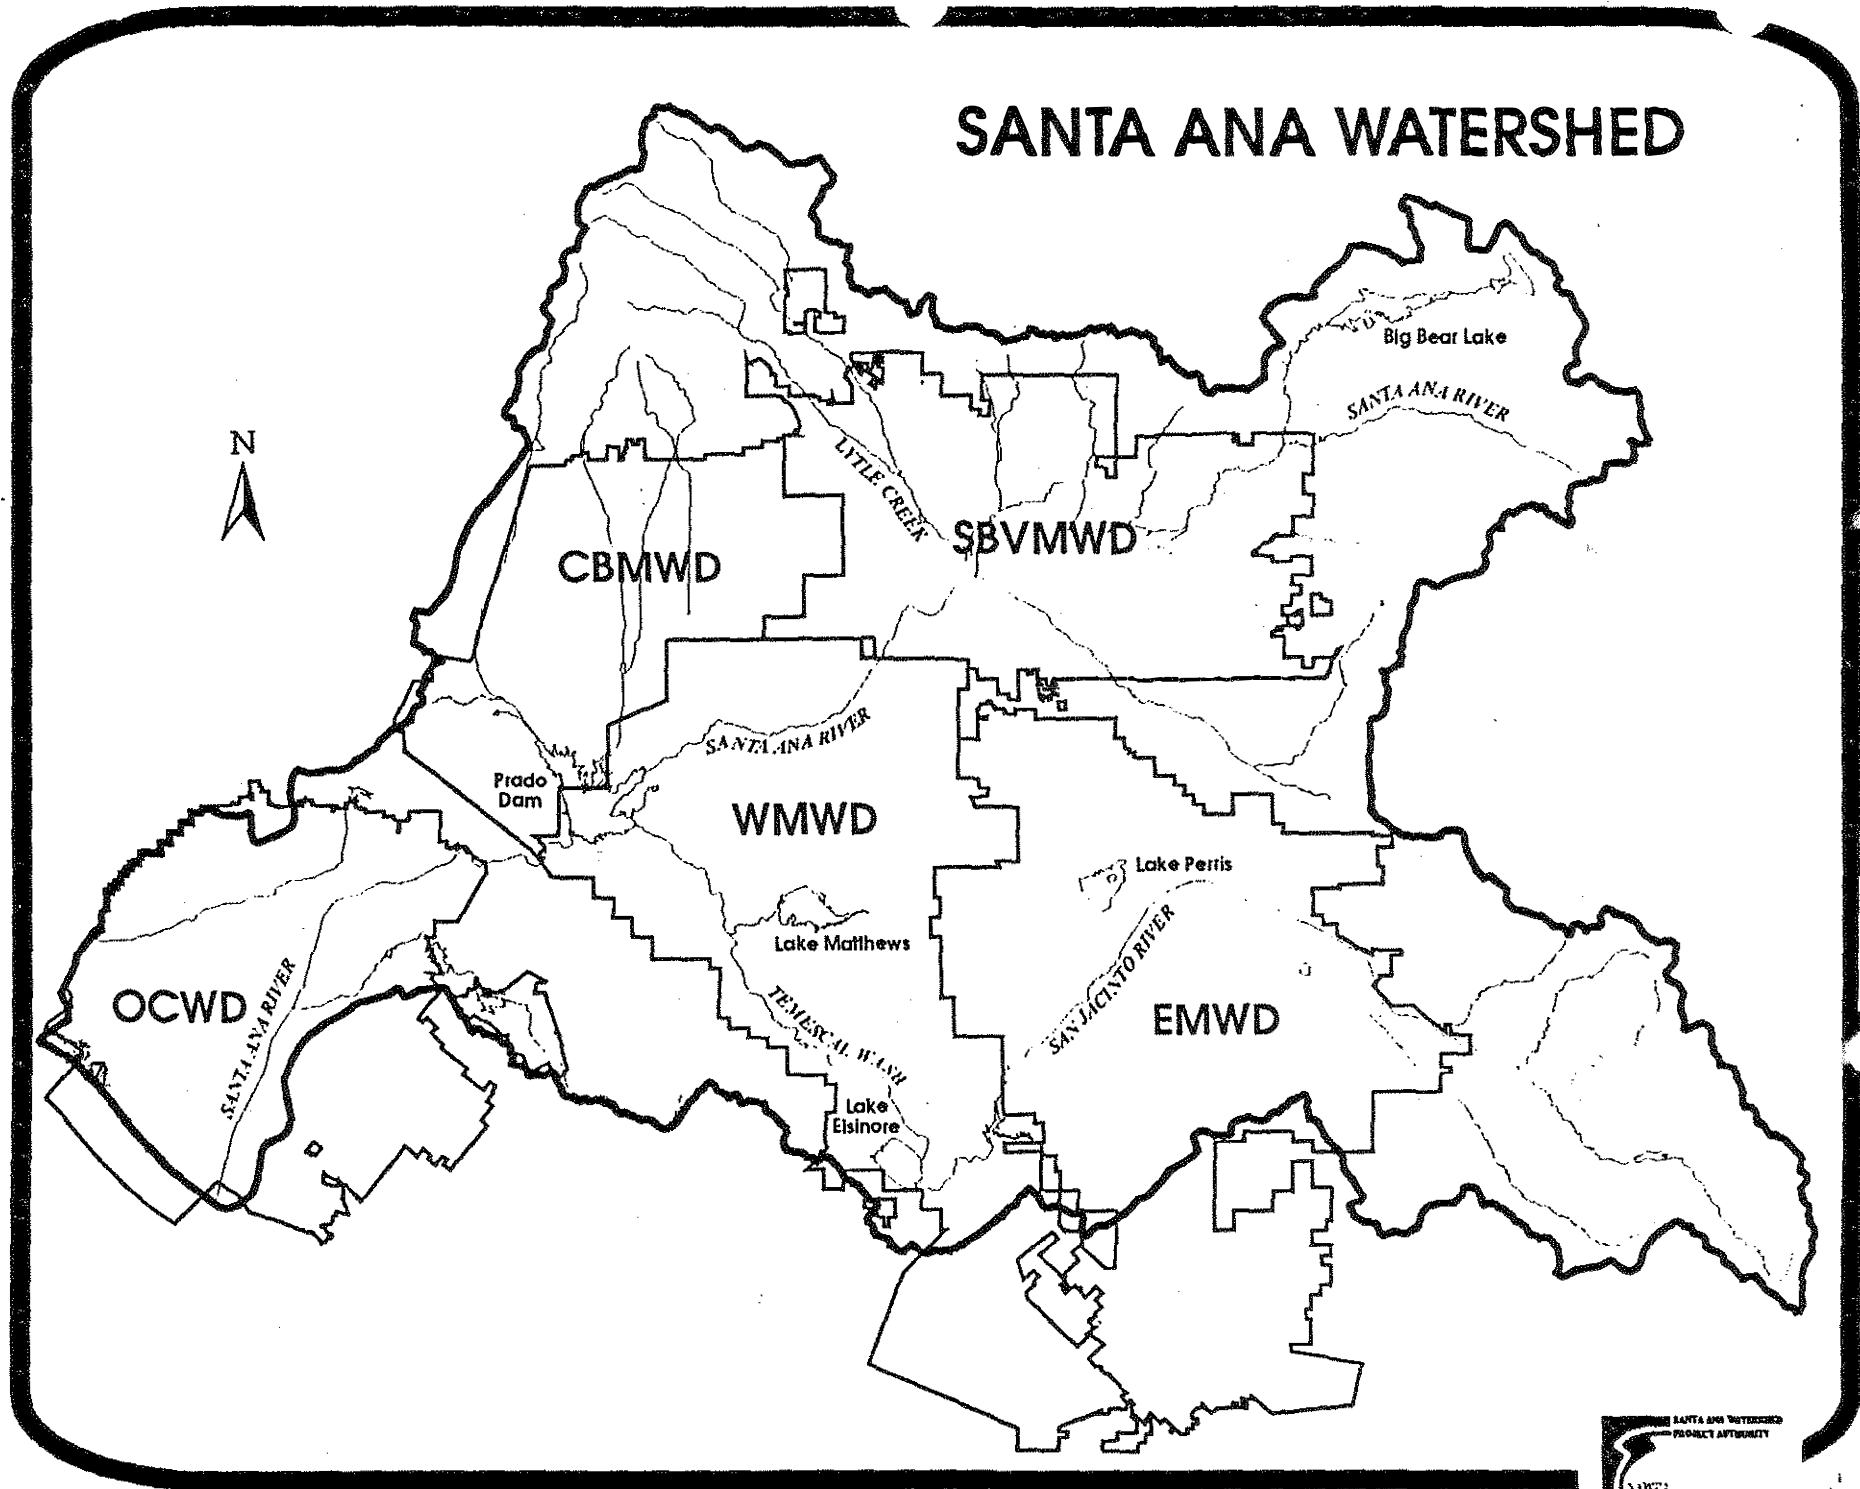 SANTA ANA WATERSHED
Big Bear Lake
SANTA ANA RIVER
N
LYTLE CREEK
SBVMWD
CBMWD
SANTA ANA RIVER
Prado
Dam
WMWD
Lake Perris
Lake Matthews
SAN JACINTO RIVER
OCWD
SANTA ANA RIVER
TEMESCAL WASH
EMWD
Lake
Elsinore
SANTA ANA WATERSHED
PROJECT AUTHORITY